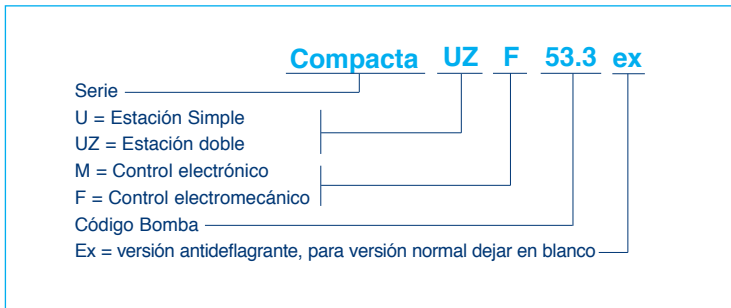 Compacta UZ F 53.3 ex
Serie
U = Estación Simple
UZ = Estación doble
M = Control electrónico
F = Control electromecánico
Código Bomba
Ex = versión antideflagrante, para versión normal dejar en blanco